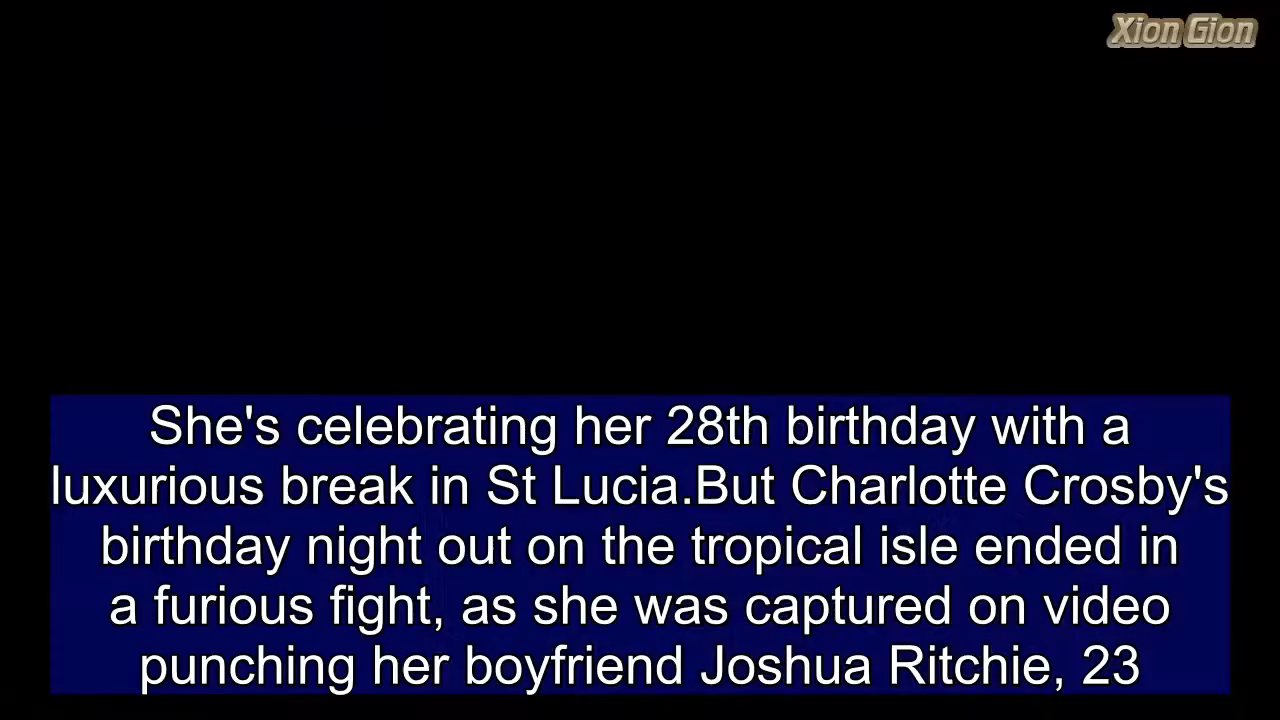 Xion Gion
She's celebrating her 28th birthday with a
luxurious break in St Lucia.But Charlotte Crosby's
birthday night out on the tropical isle ended in
a furious fight, as she was captured on video
punching her boyfriend Joshua Ritchie, 23